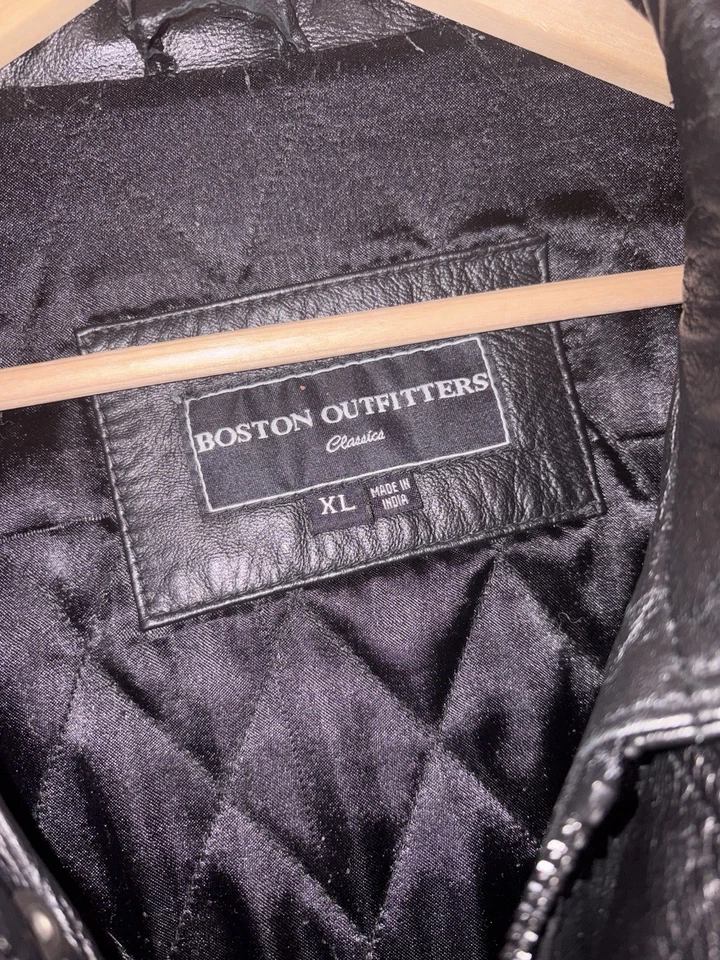 BOSTON OUTFITTERS
Classics
XL
MADE IN
INDIA